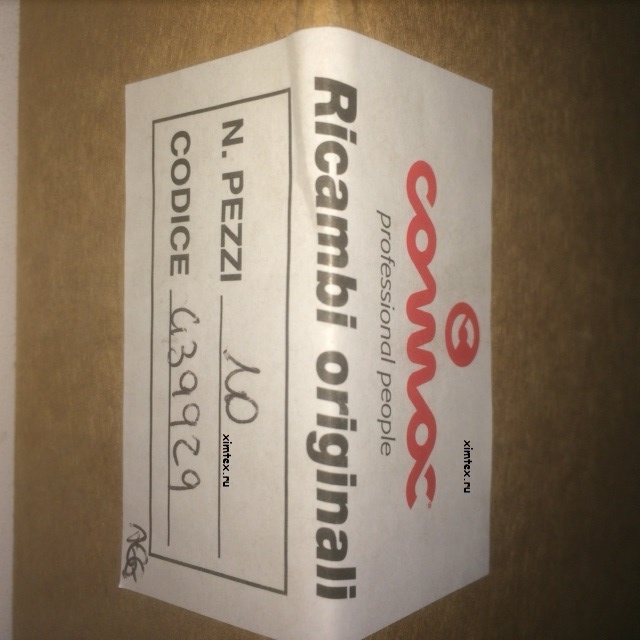 comac
professional people
Ricambi originali
N. PEZZI 10
CODICE 439929
ximtex.ru
ximtex.ru